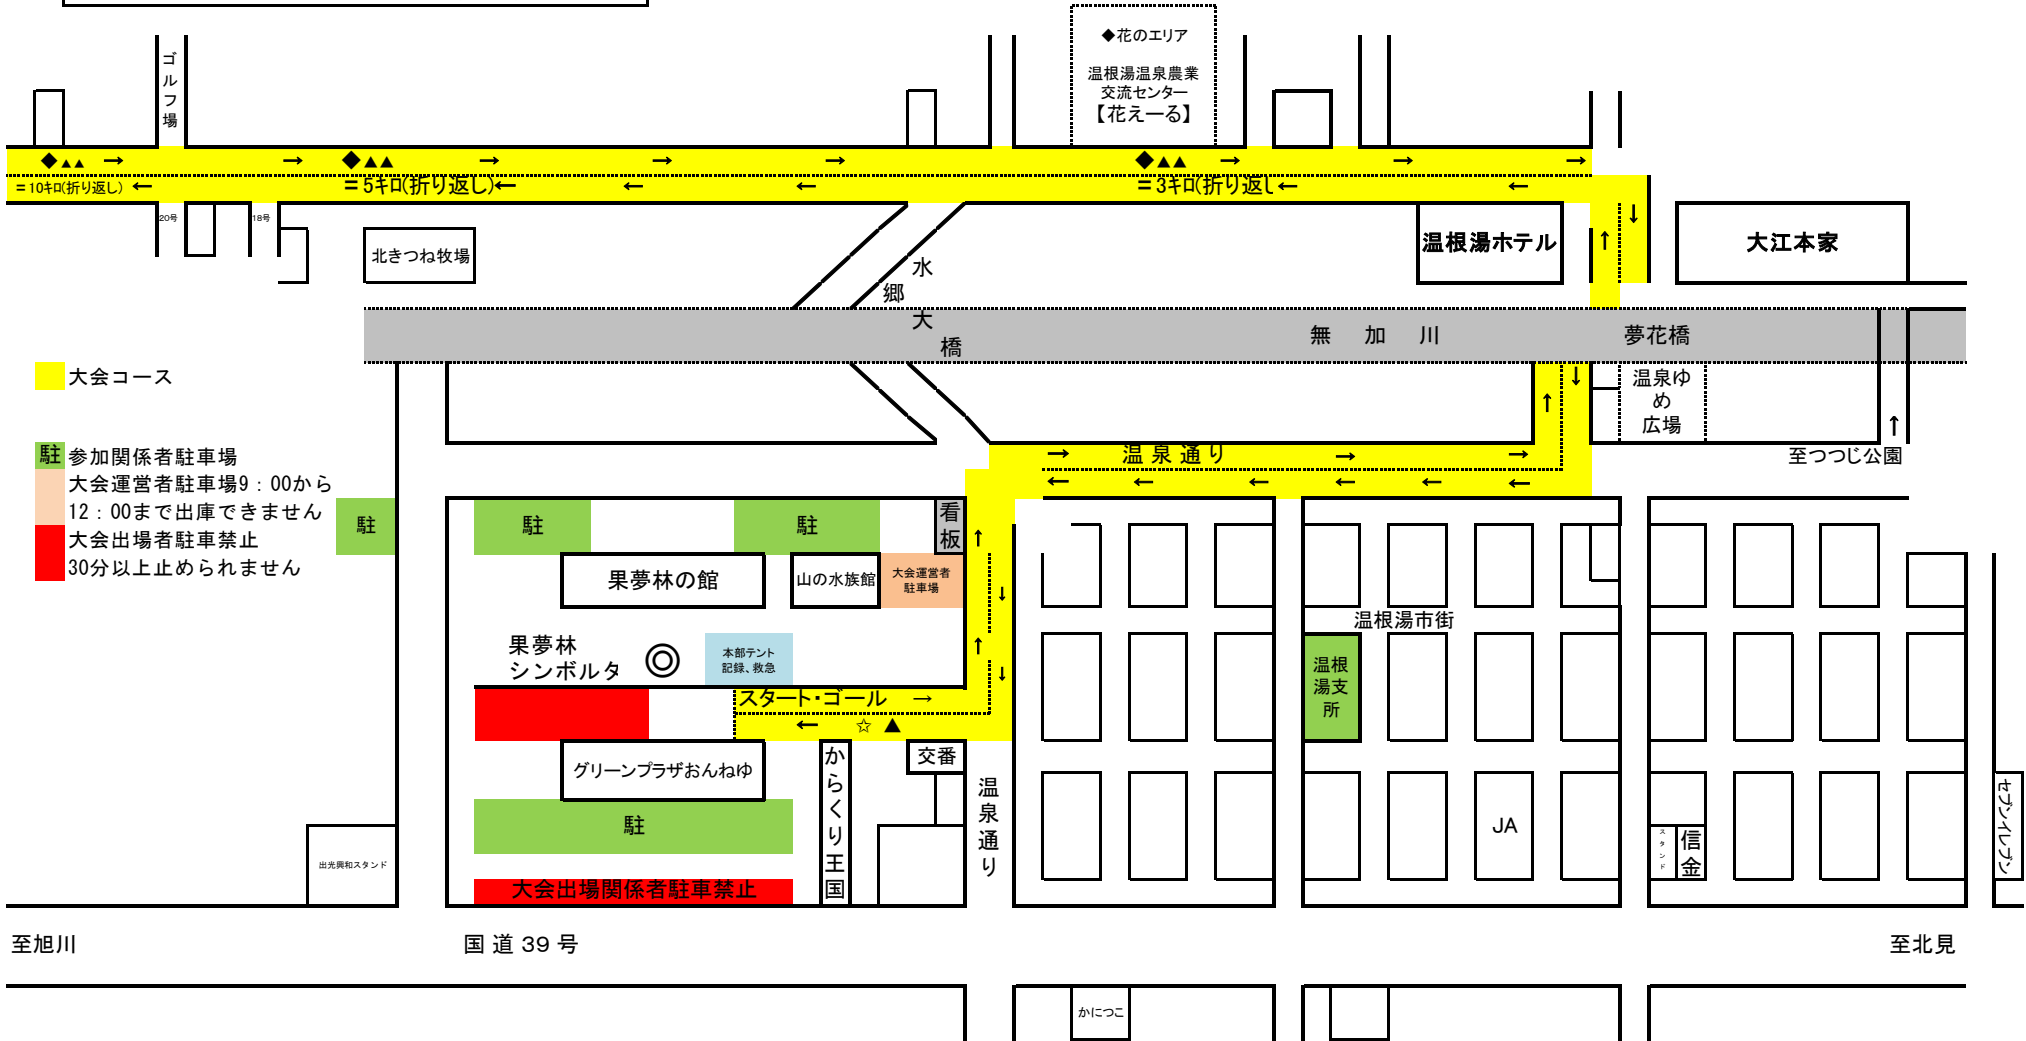 ゴルフ場
◆花のエリア
温根湯温泉農業
交流センター
【花えーる】
◆▲▲ → → ◆▲▲ → → → ◆▲▲ → → →
=10キロ(折り返し) ← =5キロ(折り返し)← ← ← =3キロ(折り返し← ←
20号
18号
北きつね牧場
温根湯ホテル
大江本家
↑ ↓
水郷大橋
無加川
夢花橋
大会コース
温泉ゆ
め
広場
↑ ↓
↑
至つつじ公園
駐 参加関係者駐車場
大会運営者駐車場9:00から
12:00まで出庫できません
大会出場者駐車禁止
30分以上止められません
→ 温泉通り → →
← ← ← ← ← ←
駐
駐
駐
看板
↑
↓
果夢林の館
山の水族館
大会運営者
駐車場
温根湯市街
果夢林
シンボルタ
◎
本部テント
記録、救急
↑
↓
温根
湯支
所
スタート・ゴール →
← ☆ ▲
グリーンプラザおんねゆ
からくり王国
交番
温泉通り
駐
JA
スタンド
信金
セブンイレブン
出光興和スタンド
大会出場関係者駐車禁止
至旭川
国道39号
至北見
かにつこ